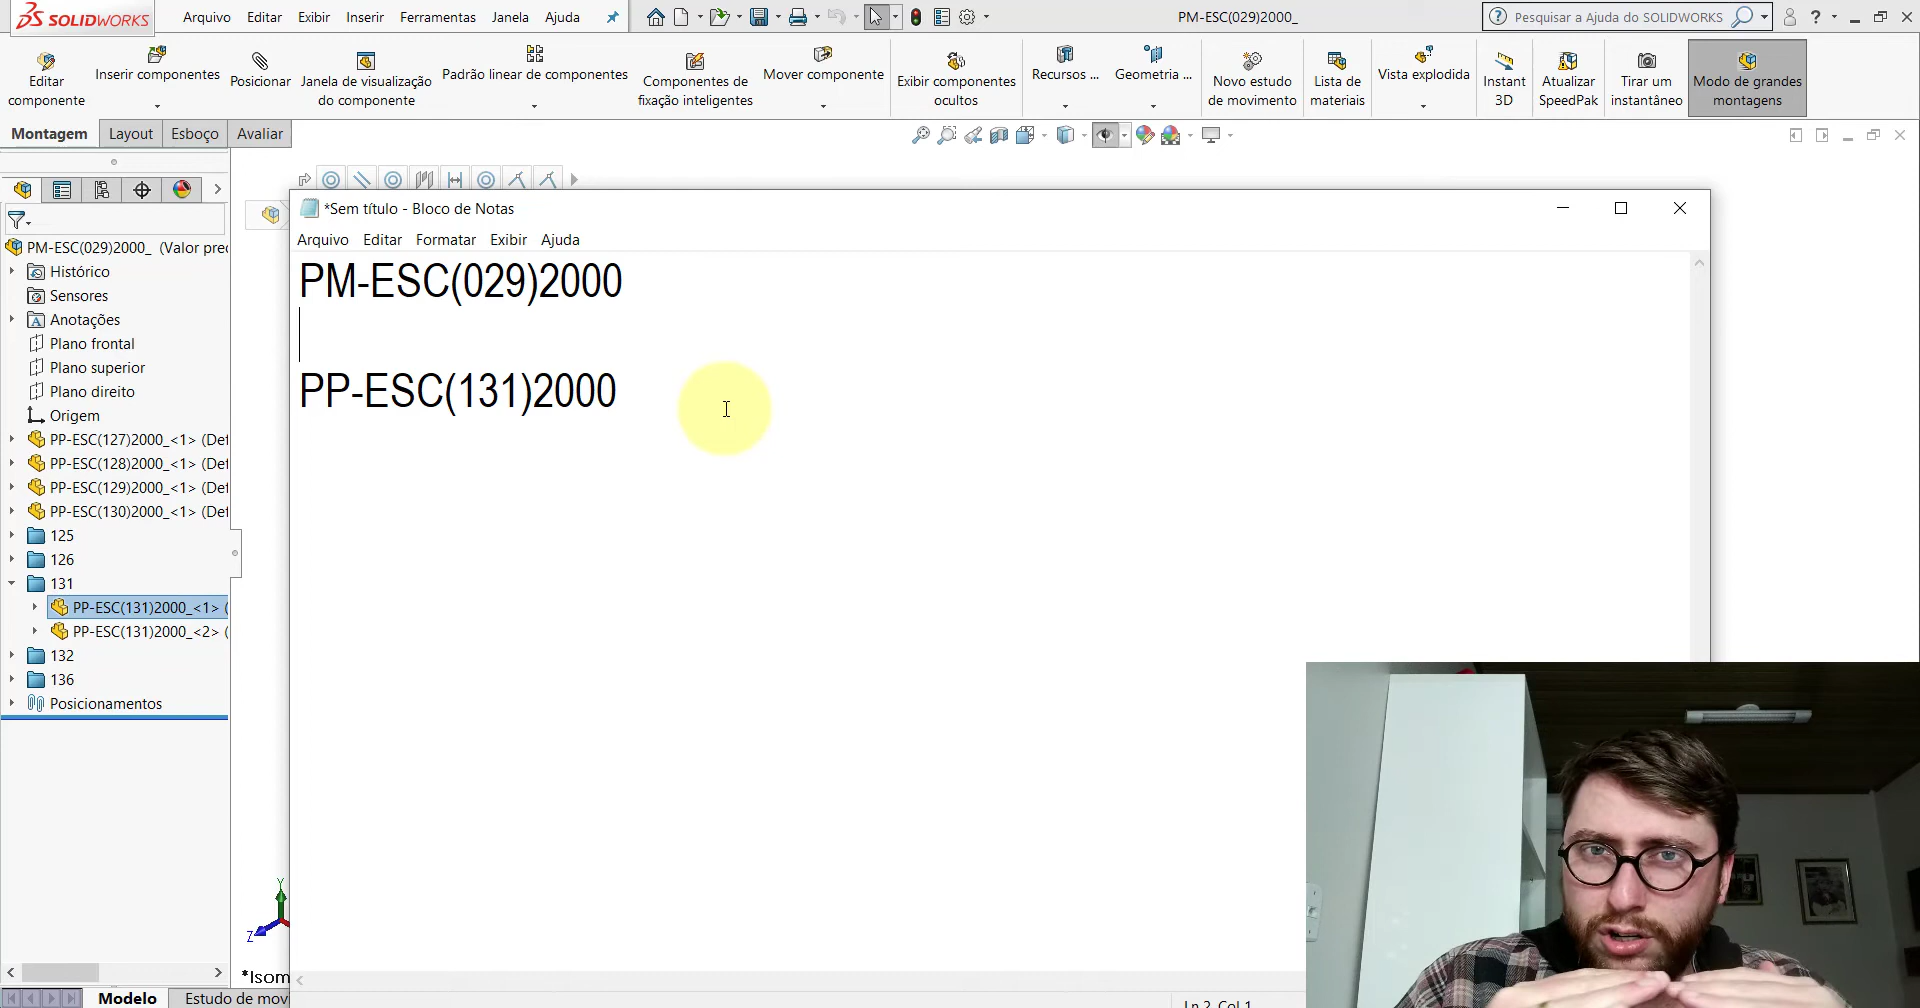 SOLIDWORKS
Arquivo Editar Exibir Inserir Ferramentas Janela Ajuda
PM-ESC(029)2000_
Pesquisar a Ajuda do SOLIDWORKS
Editar componente
Inserir componentes
Posicionar
Janela de visualização do componente
Padrão linear de componentes
Componentes de fixação inteligentes
Mover componente
Exibir componentes ocultos
Recursos ...
Geometria ...
Novo estudo de movimento
Lista de materiais
Vista explodida
Instant 3D
Atualizar SpeedPak
Tirar um instantâneo
Modo de grandes montagens
Montagem Layout Esboço Avaliar
PM-ESC(029)2000_ (Valor pre
Histórico
Sensores
Anotações
Plano frontal
Plano superior
Plano direito
Origem
PP-ESC(127)2000_<1> (Def
PP-ESC(128)2000_<1> (Def
PP-ESC(129)2000_<1> (Def
PP-ESC(130)2000_<1> (Def
125
126
131
PP-ESC(131)2000_<1> (
PP-ESC(131)2000_<2> (
132
136
Posicionamentos
*Sem título - Bloco de Notas
Arquivo Editar Formatar Exibir Ajuda
PM-ESC(029)2000
PP-ESC(131)2000
Y
Z
*Isom
Modelo
Estudo de mov
Ln 2, Col 1